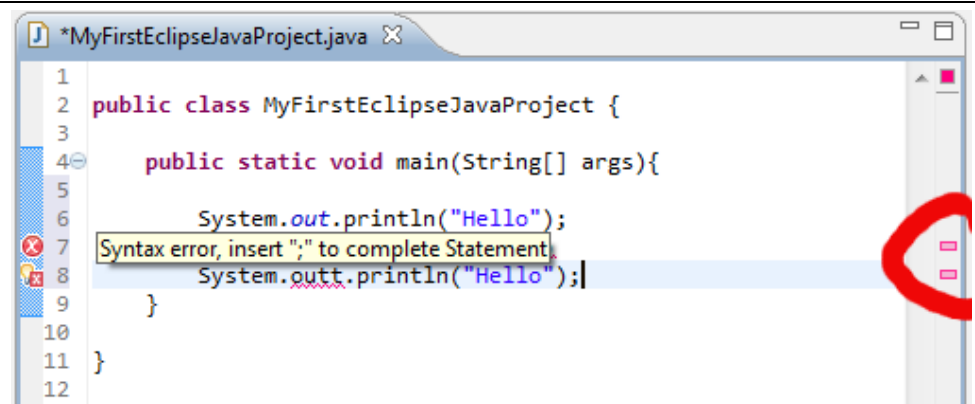 *MyFirstEclipseJavaProject.java
1
2 public class MyFirstEclipseJavaProject {
3
4 public static void main(String[] args){
5
6 System.out.println("Hello");
7 Syntax error, insert ";" to complete Statement
8 System.outt.println("Hello");
9 }
10
11 }
12